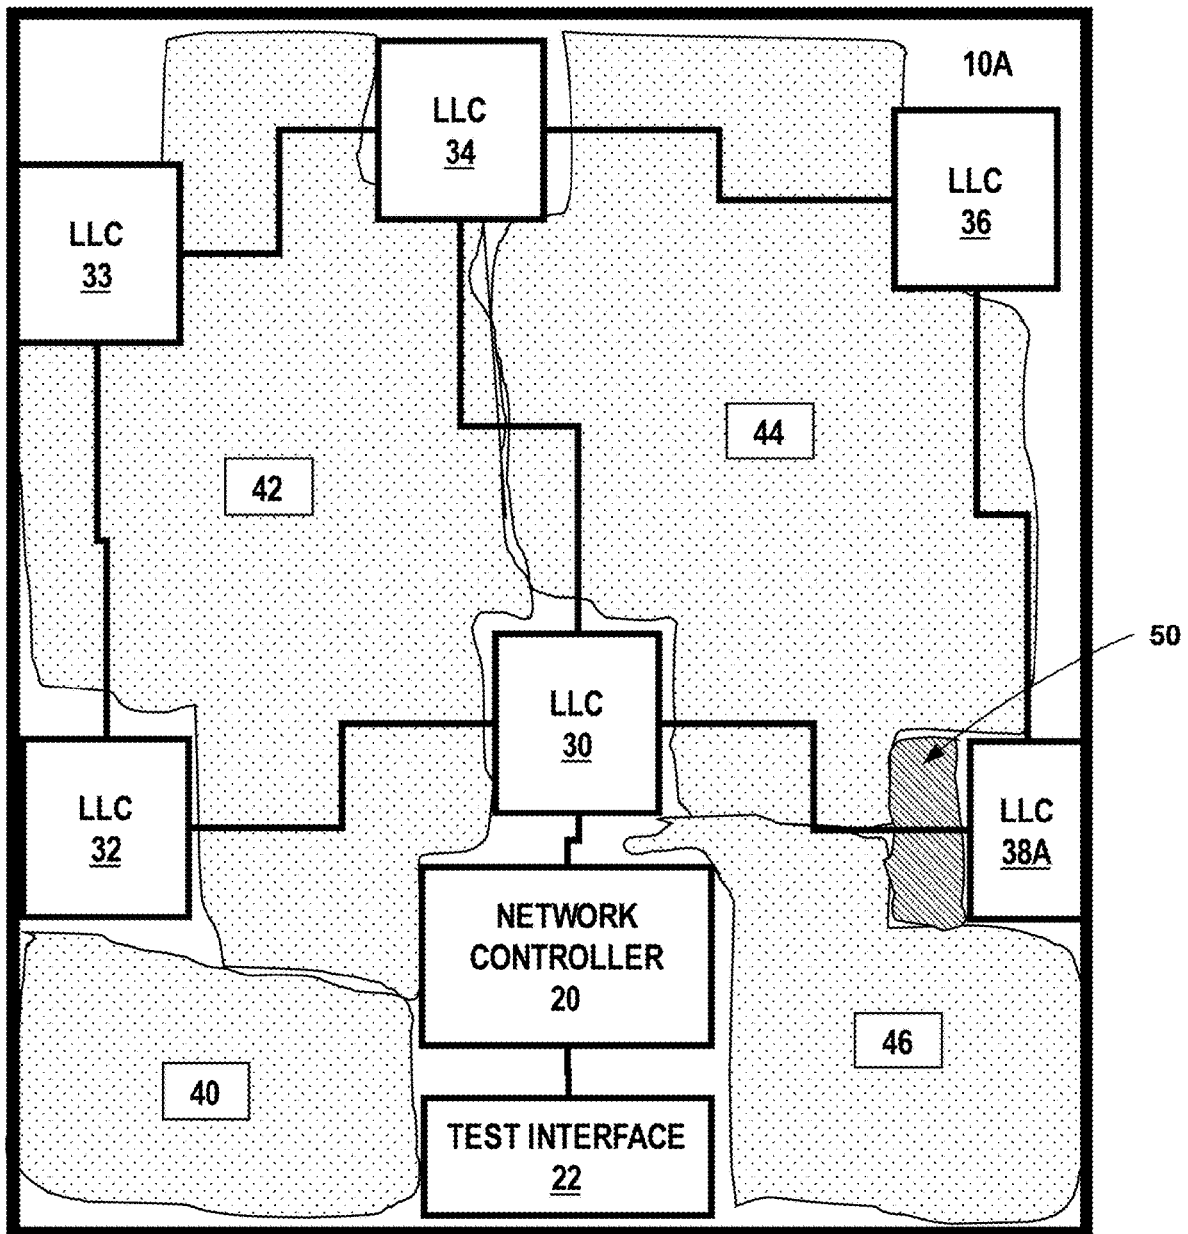 10A
LLC
34
LLC
36
LLC
33
44
42
50
LLC
30
LLC
32
LLC
38A
NETWORK
CONTROLLER
20
46
40
TEST INTERFACE
22